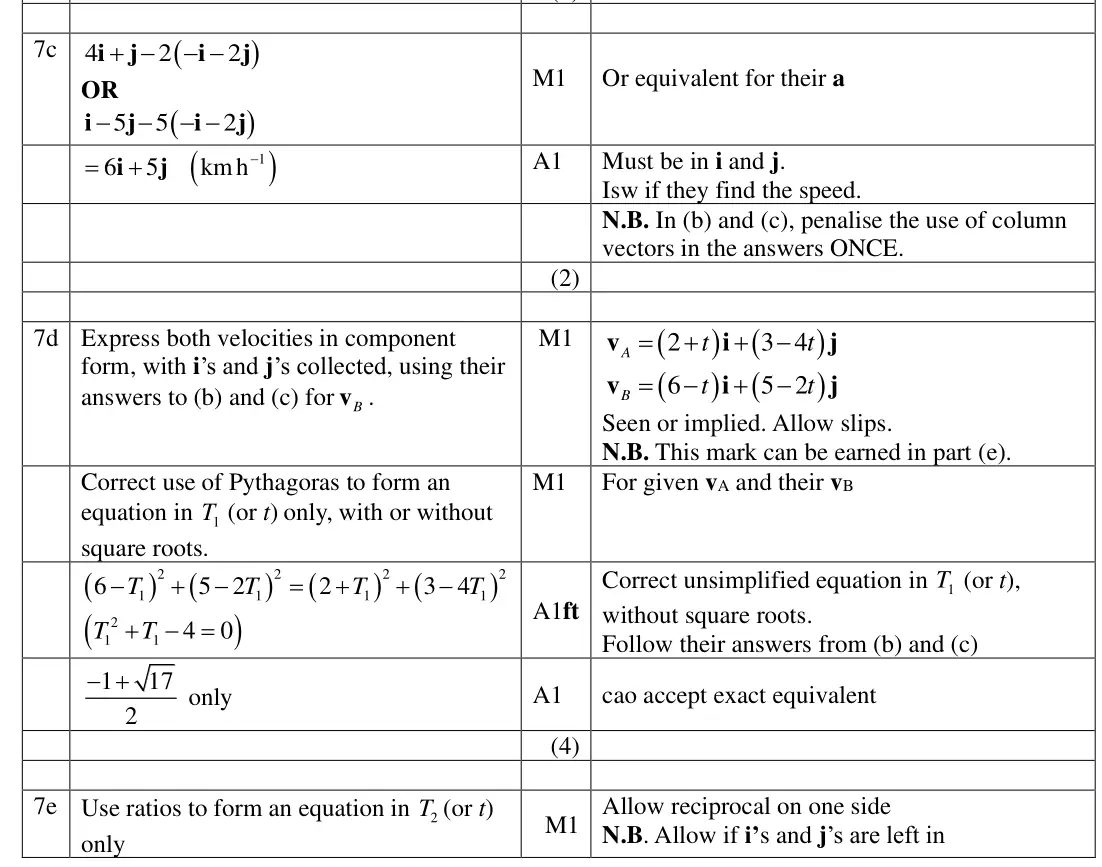 7c
4i + j − 2(−i − 2j)
OR
i − 5j − 5(−i − 2j)
M1
Or equivalent for their a
= 6i + 5j (km h⁻¹)
A1
Must be in i and j.
Isw if they find the speed.
N.B. In (b) and (c), penalise the use of column
vectors in the answers ONCE.
(2)
7d
Express both velocities in component
form, with i's and j's collected, using their
answers to (b) and (c) for v_B .
M1
v_A = (2 + t)i + (3 − 4t)j
v_B = (6 − t)i + (5 − 2t)j
Seen or implied. Allow slips.
N.B. This mark can be earned in part (e).
Correct use of Pythagoras to form an
equation in T₁ (or t) only, with or without
square roots.
M1
For given vA and their vB
(6 − T₁)² + (5 − 2T₁)² = (2 + T₁)² + (3 − 4T₁)²
(T₁² + T₁ − 4 = 0)
A1ft
Correct unsimplified equation in T₁ (or t),
without square roots.
Follow their answers from (b) and (c)
(−1 + √17)/2 only
A1
cao accept exact equivalent
(4)
7e
Use ratios to form an equation in T₂ (or t)
only
M1
Allow reciprocal on one side
N.B. Allow if i's and j's are left in